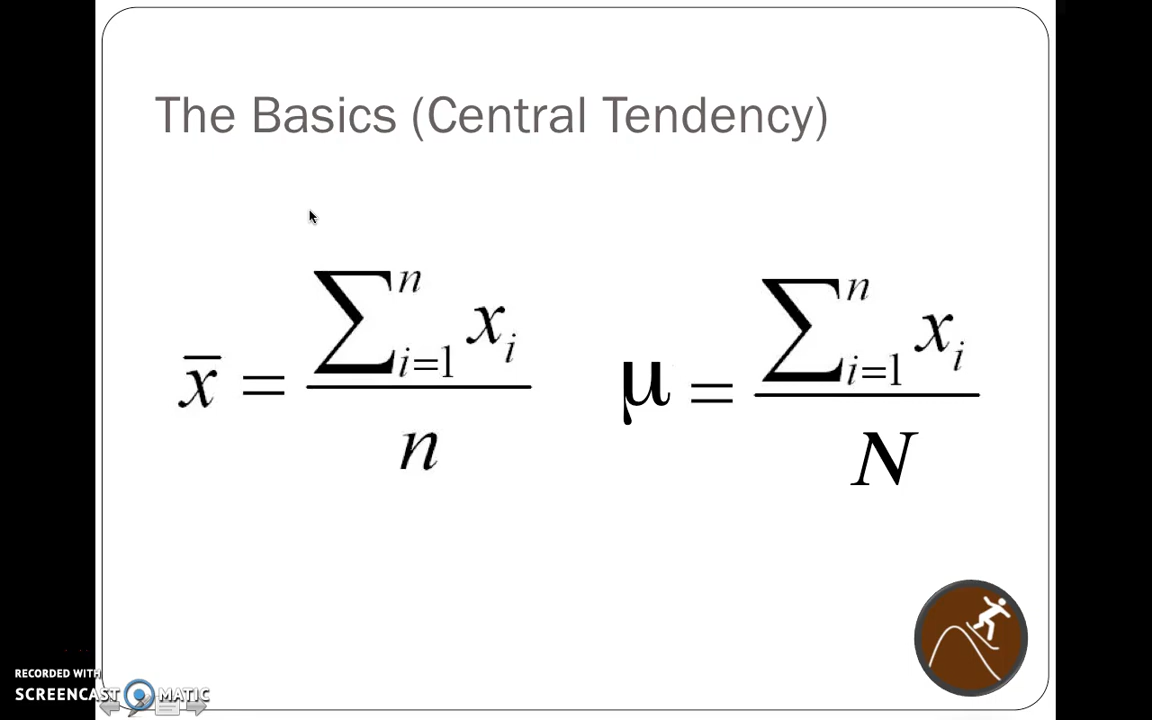 The Basics (Central Tendency)
x̄ = ∑ⁿᵢ₌₁ xᵢ / n
μ = ∑ⁿᵢ₌₁ xᵢ / N
RECORDED WITH
SCREENCAST MATIC